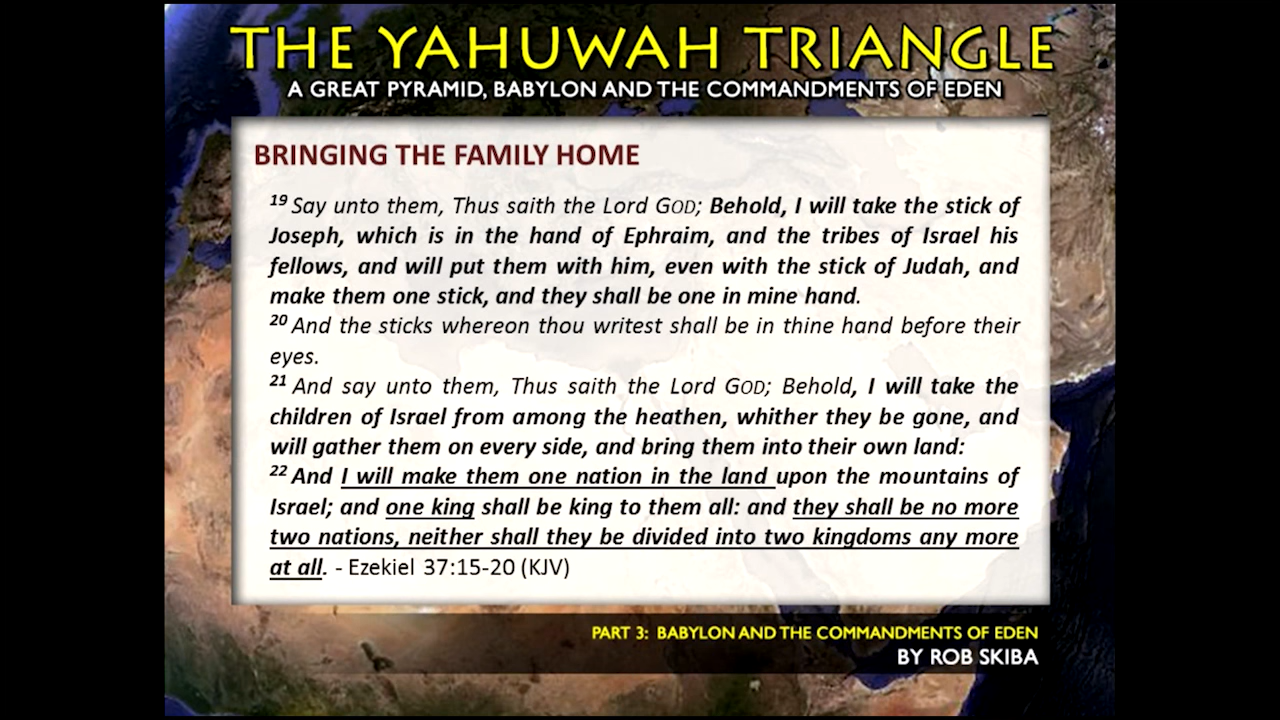 THE YAHUWAH TRIANGLE
A GREAT PYRAMID, BABYLON AND THE COMMANDMENTS OF EDEN
BRINGING THE FAMILY HOME
19 Say unto them, Thus saith the Lord GOD; Behold, I will take the stick of
Joseph, which is in the hand of Ephraim, and the tribes of Israel his
fellows, and will put them with him, even with the stick of Judah, and
make them one stick, and they shall be one in mine hand.
20 And the sticks whereon thou writest shall be in thine hand before their
eyes.
21 And say unto them, Thus saith the Lord GOD; Behold, I will take the
children of Israel from among the heathen, whither they be gone, and
will gather them on every side, and bring them into their own land:
22 And I will make them one nation in the land upon the mountains of
Israel; and one king shall be king to them all: and they shall be no more
two nations, neither shall they be divided into two kingdoms any more
at all. - Ezekiel 37:15-20 (KJV)
PART 3: BABYLON AND THE COMMANDMENTS OF EDEN
BY ROB SKIBA